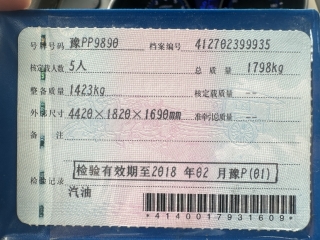 号牌号码 豫PP9890 档案编号 412702399935
核定载人数 5人 总质量 1798kg
整备质量 1423kg 核定载质量
外廓尺寸 4420×1820×1690mm 准牵引总质量
备注
检验记录 检验有效期至2018 年 02 月豫P(01)
汽油
*4140017931609*